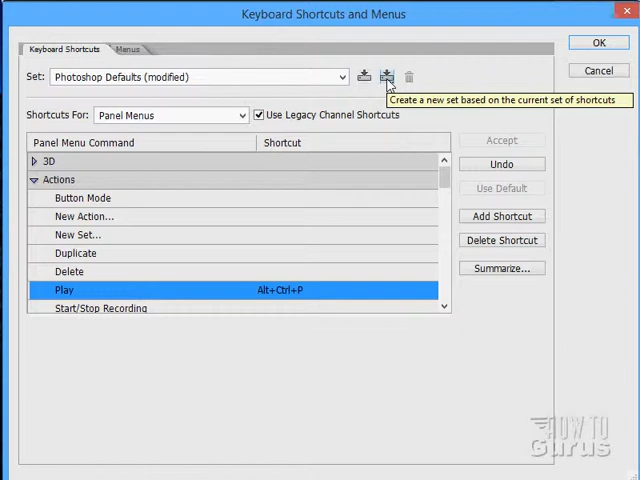 Keyboard Shortcuts and Menus
Keyboard Shortcuts Menus
OK
Set: Photoshop Defaults (modified)
Cancel
Create a new set based on the current set of shortcuts
Shortcuts For: Panel Menus Use Legacy Channel Shortcuts
Panel Menu Command Shortcut
Accept
3D
Undo
Actions
Use Default
Button Mode
New Action...
Add Shortcut
New Set...
Delete Shortcut
Duplicate
Delete
Summarize...
Play Alt+Ctrl+P
Start/Stop Recording
HOW TO
Gurus